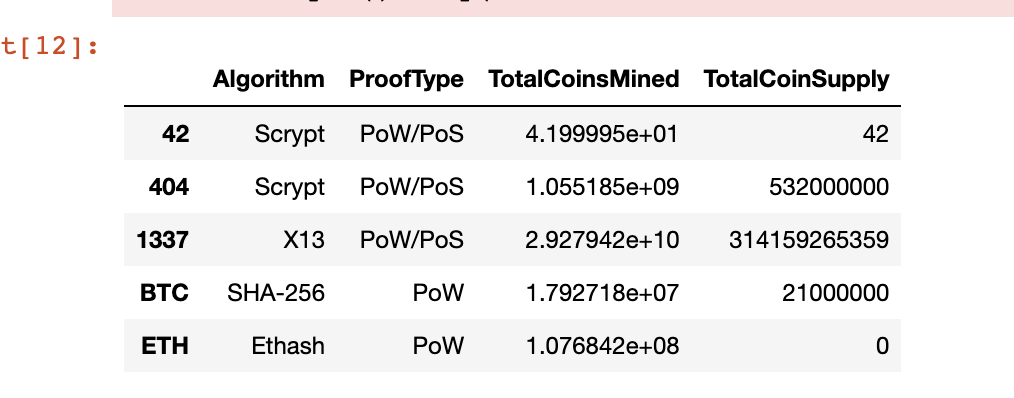 t[12]:
Algorithm ProofType TotalCoinsMined TotalCoinSupply
42 Scrypt PoW/PoS 4.199995e+01 42
404 Scrypt PoW/PoS 1.055185e+09 532000000
1337 X13 PoW/PoS 2.927942e+10 314159265359
BTC SHA-256 PoW 1.792718e+07 21000000
ETH Ethash PoW 1.076842e+08 0